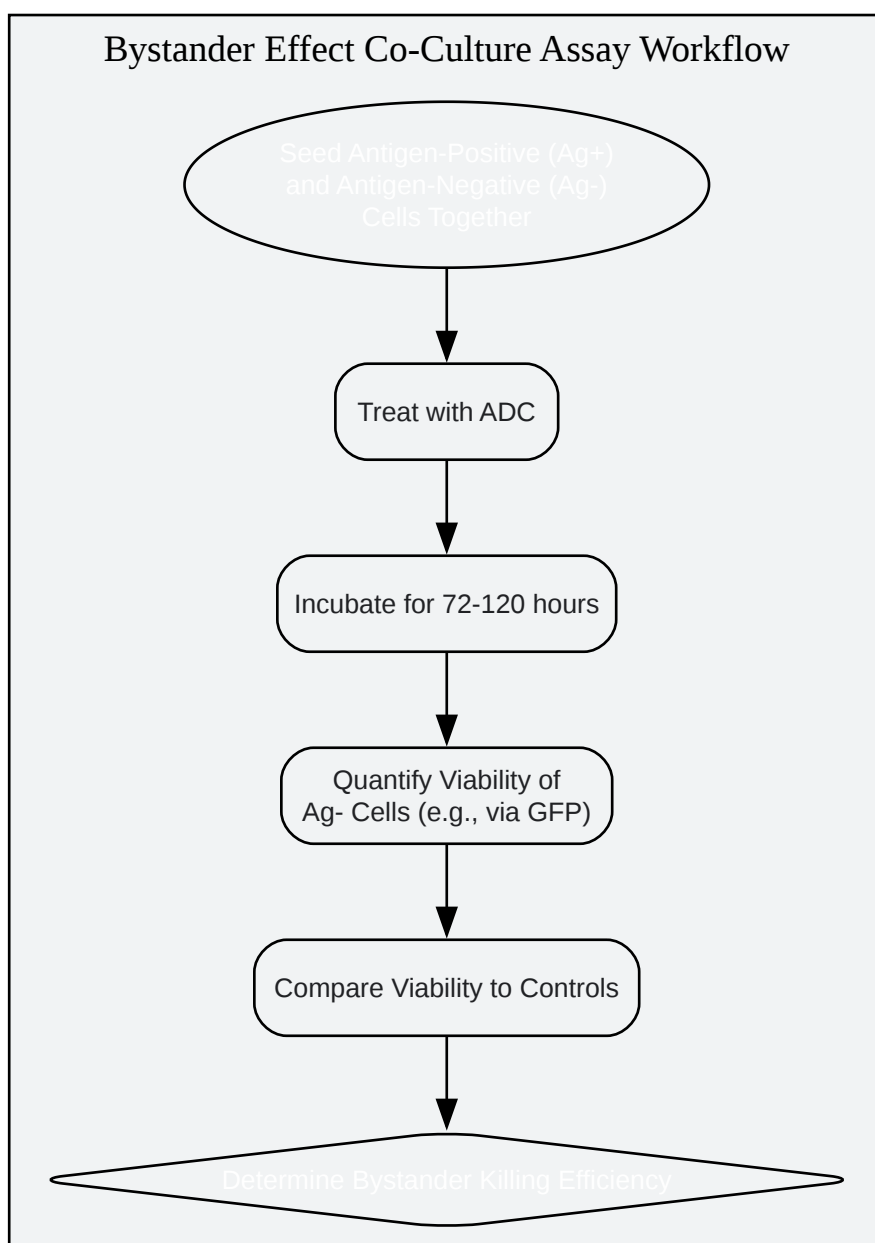 Bystander Effect Co-Culture Assay Workflow
Seed Antigen-Positive (Ag+)
and Antigen-Negative (Ag-)
Cells Together
Treat with ADC
Incubate for 72-120 hours
Quantify Viability of
Ag- Cells (e.g., via GFP)
Compare Viability to Controls
Determine Bystander Killing Efficiency